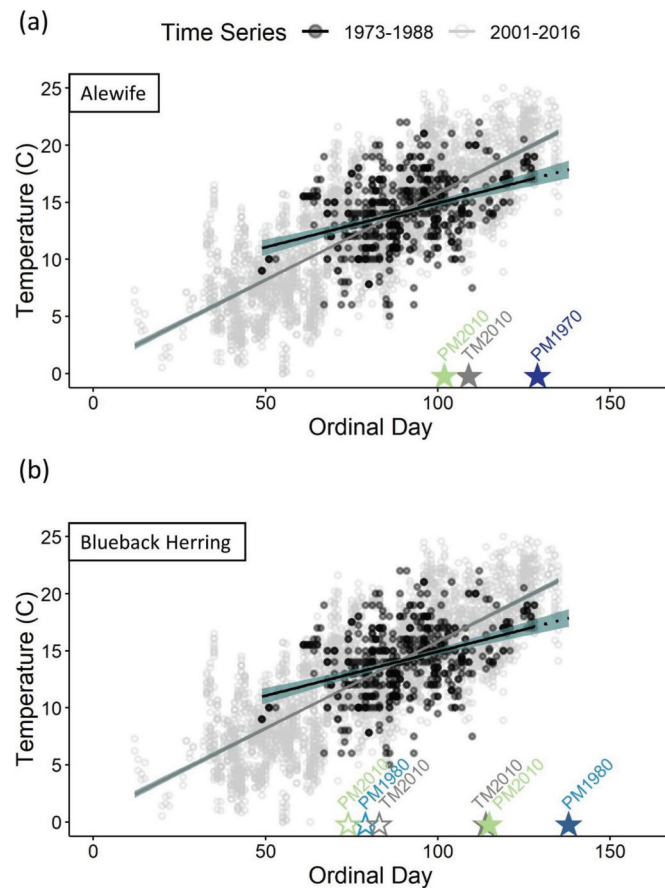 (a)
Time Series 1973-1988 2001-2016
Alewife
25
20
15
10
5
0
Temperature (C)
PM2010
TM2010
PM1970
0 50 100 150
Ordinal Day
(b)
Blueback Herring
25
20
15
10
5
0
Temperature (C)
PM2010
PM1980
TM2010
TM2010
PM2010
PM1980
0 50 100 150
Ordinal Day